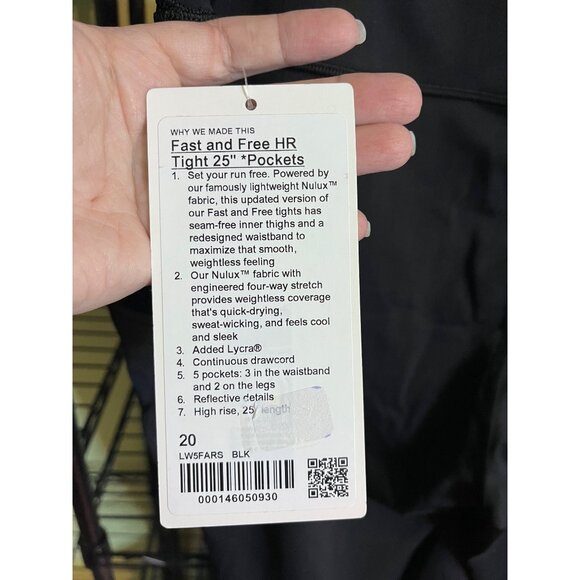 WHY WE MADE THIS
Fast and Free HR
Tight 25" *Pockets
1. Set your run free. Powered by
our famously lightweight Nulux™
fabric, this updated version of
our Fast and Free tights has
seam-free inner thighs and a
redesigned waistband to
maximize that smooth,
weightless feeling
2. Our Nulux™ fabric with
engineered four-way stretch
provides weightless coverage
that's quick-drying,
sweat-wicking, and feels cool
and sleek
3. Added Lycra®
4. Continuous drawcord
5. 5 pockets: 3 in the waistband
and 2 on the legs
6. Reflective details
7. High rise, 25" length
20
LW5FARS BLK
000146050930